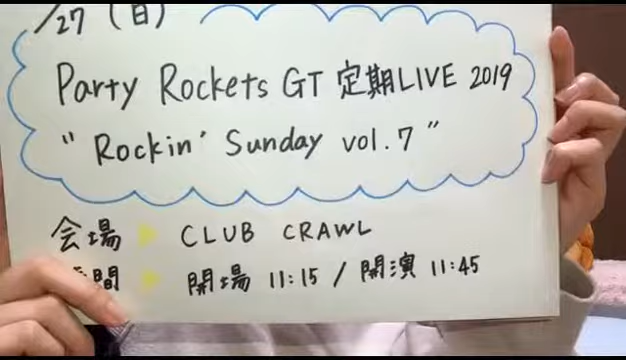 /27 (日)
Party Rockets GT 定期LIVE 2019
"Rockin' Sunday vol.7"
会場 ▶ CLUB CRAWL
間 ▶ 開場 11:15 / 開演 11:45